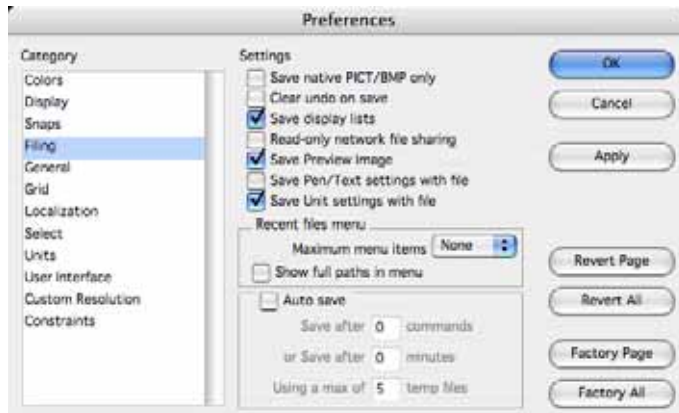 Preferences
Category
Colors
Display
Snaps
Filing
General
Grid
Localization
Select
Units
User Interface
Custom Resolution
Constraints
Settings
Save native PICT/BMP only
Clear undo on save
Save display lists
Read-only network file sharing
Save Preview image
Save Pen/Text settings with file
Save Unit settings with file
Recent files menu
Maximum menu items None
Show full paths in menu
Auto save
Save after 0 commands
or Save after 0 minutes
Using a max of 5 temp files
OK
Cancel
Apply
Revert Page
Revert All
Factory Page
Factory All